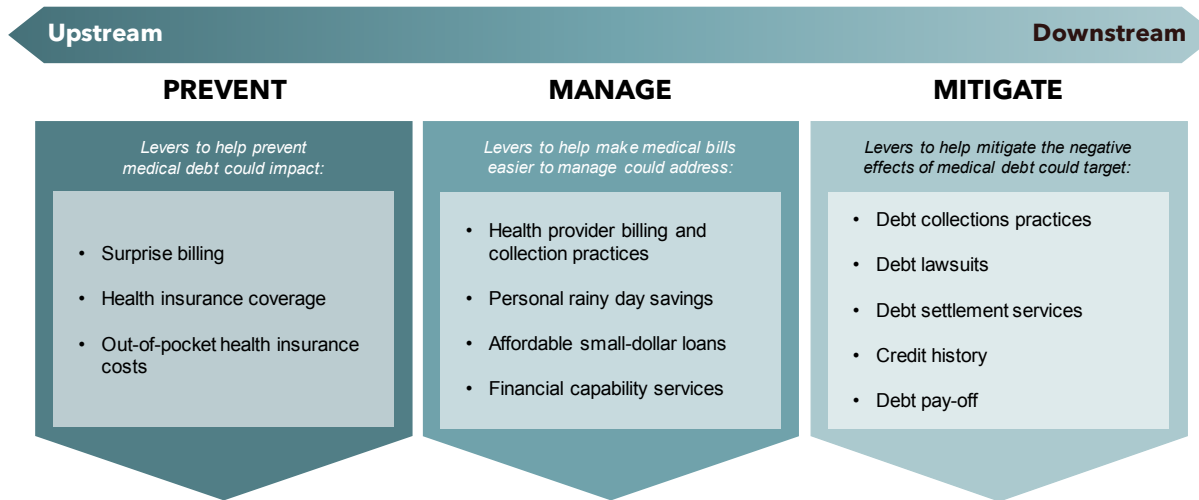 Upstream
Downstream
PREVENT
MANAGE
MITIGATE
Levers to help prevent
medical debt could impact:
• Surprise billing
• Health insurance coverage
• Out-of-pocket health insurance
costs
Levers to help make medical bills
easier to manage could address:
• Health provider billing and
collection practices
• Personal rainy day savings
• Affordable small-dollar loans
• Financial capability services
Levers to help mitigate the negative
effects of medical debt could target:
• Debt collections practices
• Debt lawsuits
• Debt settlement services
• Credit history
• Debt pay-off